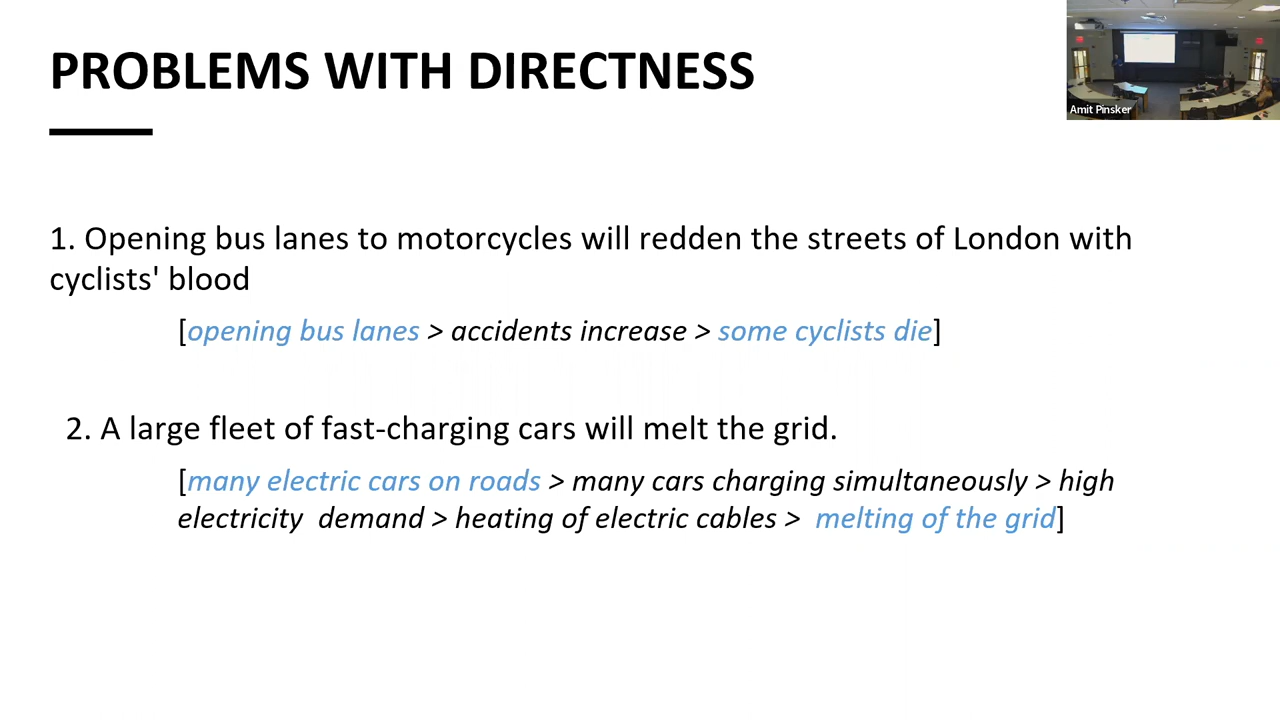 PROBLEMS WITH DIRECTNESS
Amit Pinsker
1. Opening bus lanes to motorcycles will redden the streets of London with
cyclists' blood
[opening bus lanes > accidents increase > some cyclists die]
2. A large fleet of fast-charging cars will melt the grid.
[many electric cars on roads > many cars charging simultaneously > high
electricity demand > heating of electric cables > melting of the grid]